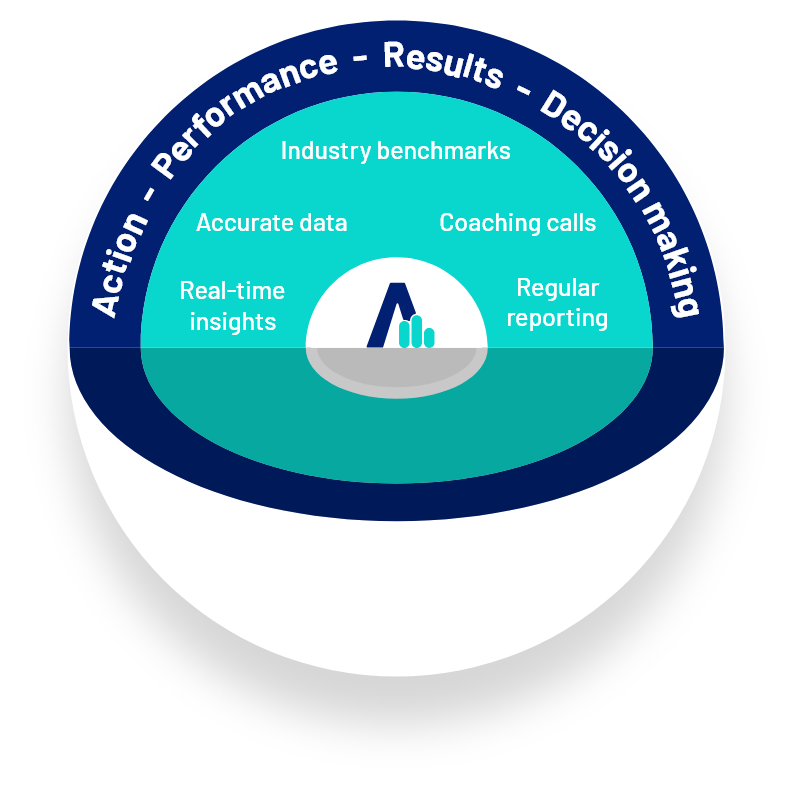 Action - Performance - Results - Decision making
Industry benchmarks
Accurate data
Coaching calls
Real-time
insights
Regular
reporting